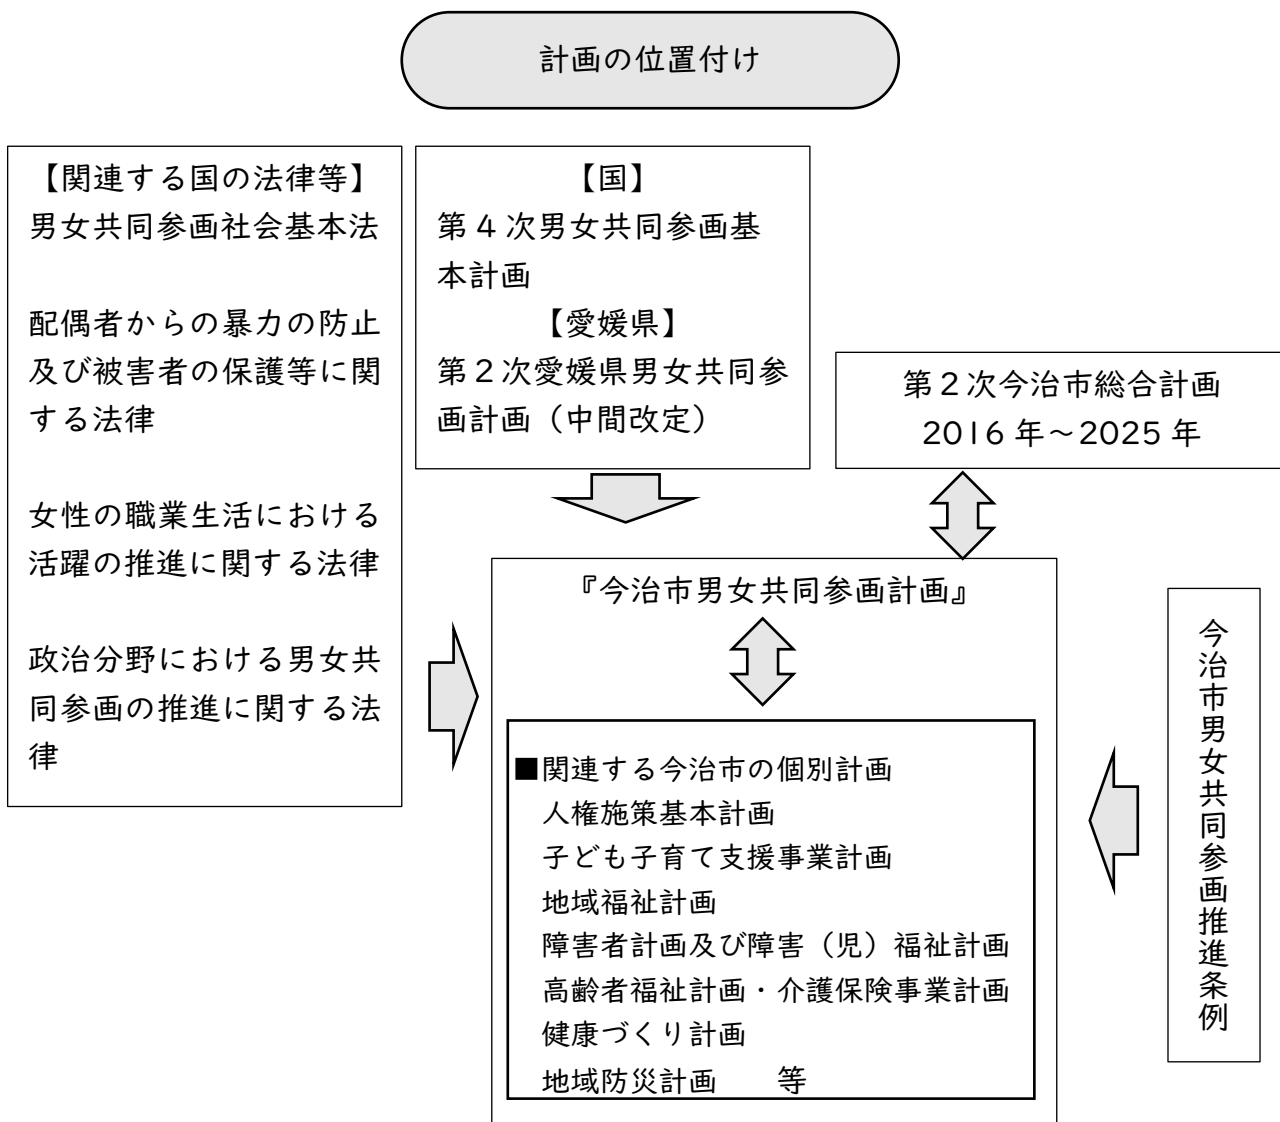 計画の位置付け
【関連する国の法律等】
男女共同参画社会基本法
配偶者からの暴力の防止
及び被害者の保護等に関
する法律
女性の職業生活における
活躍の推進に関する法律
政治分野における男女共
同参画の推進に関する法
律
【国】
第4次男女共同参画基
本計画
【愛媛県】
第2次愛媛県男女共同参
画計画（中間改定）
第2次今治市総合計画
2016年～2025年
『今治市男女共同参画計画』
■関連する今治市の個別計画
人権施策基本計画
子ども子育て支援事業計画
地域福祉計画
障害者計画及び障害（児）福祉計画
高齢者福祉計画・介護保険事業計画
健康づくり計画
地域防災計画　　等
今治市男女共同参画推進条例